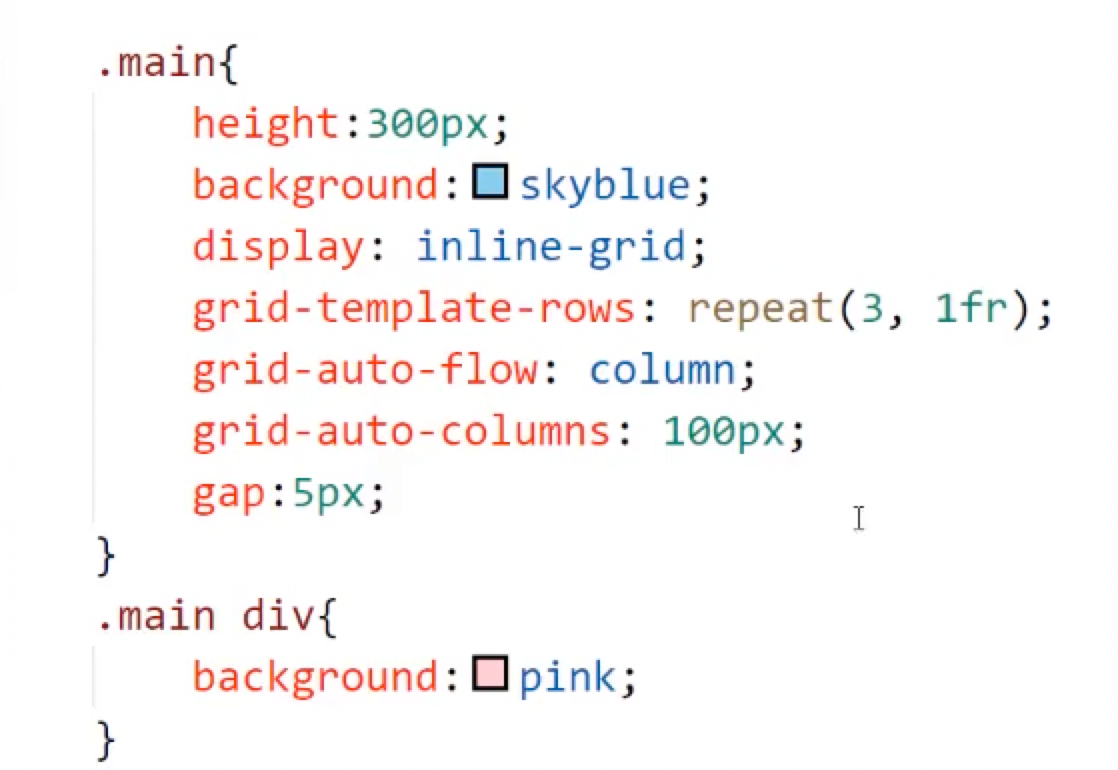 .main{
height:300px;
background:skyblue;
display: inline-grid;
grid-template-rows: repeat(3, 1fr);
grid-auto-flow: column;
grid-auto-columns: 100px;
gap:5px;
}
.main div{
background:pink;
}